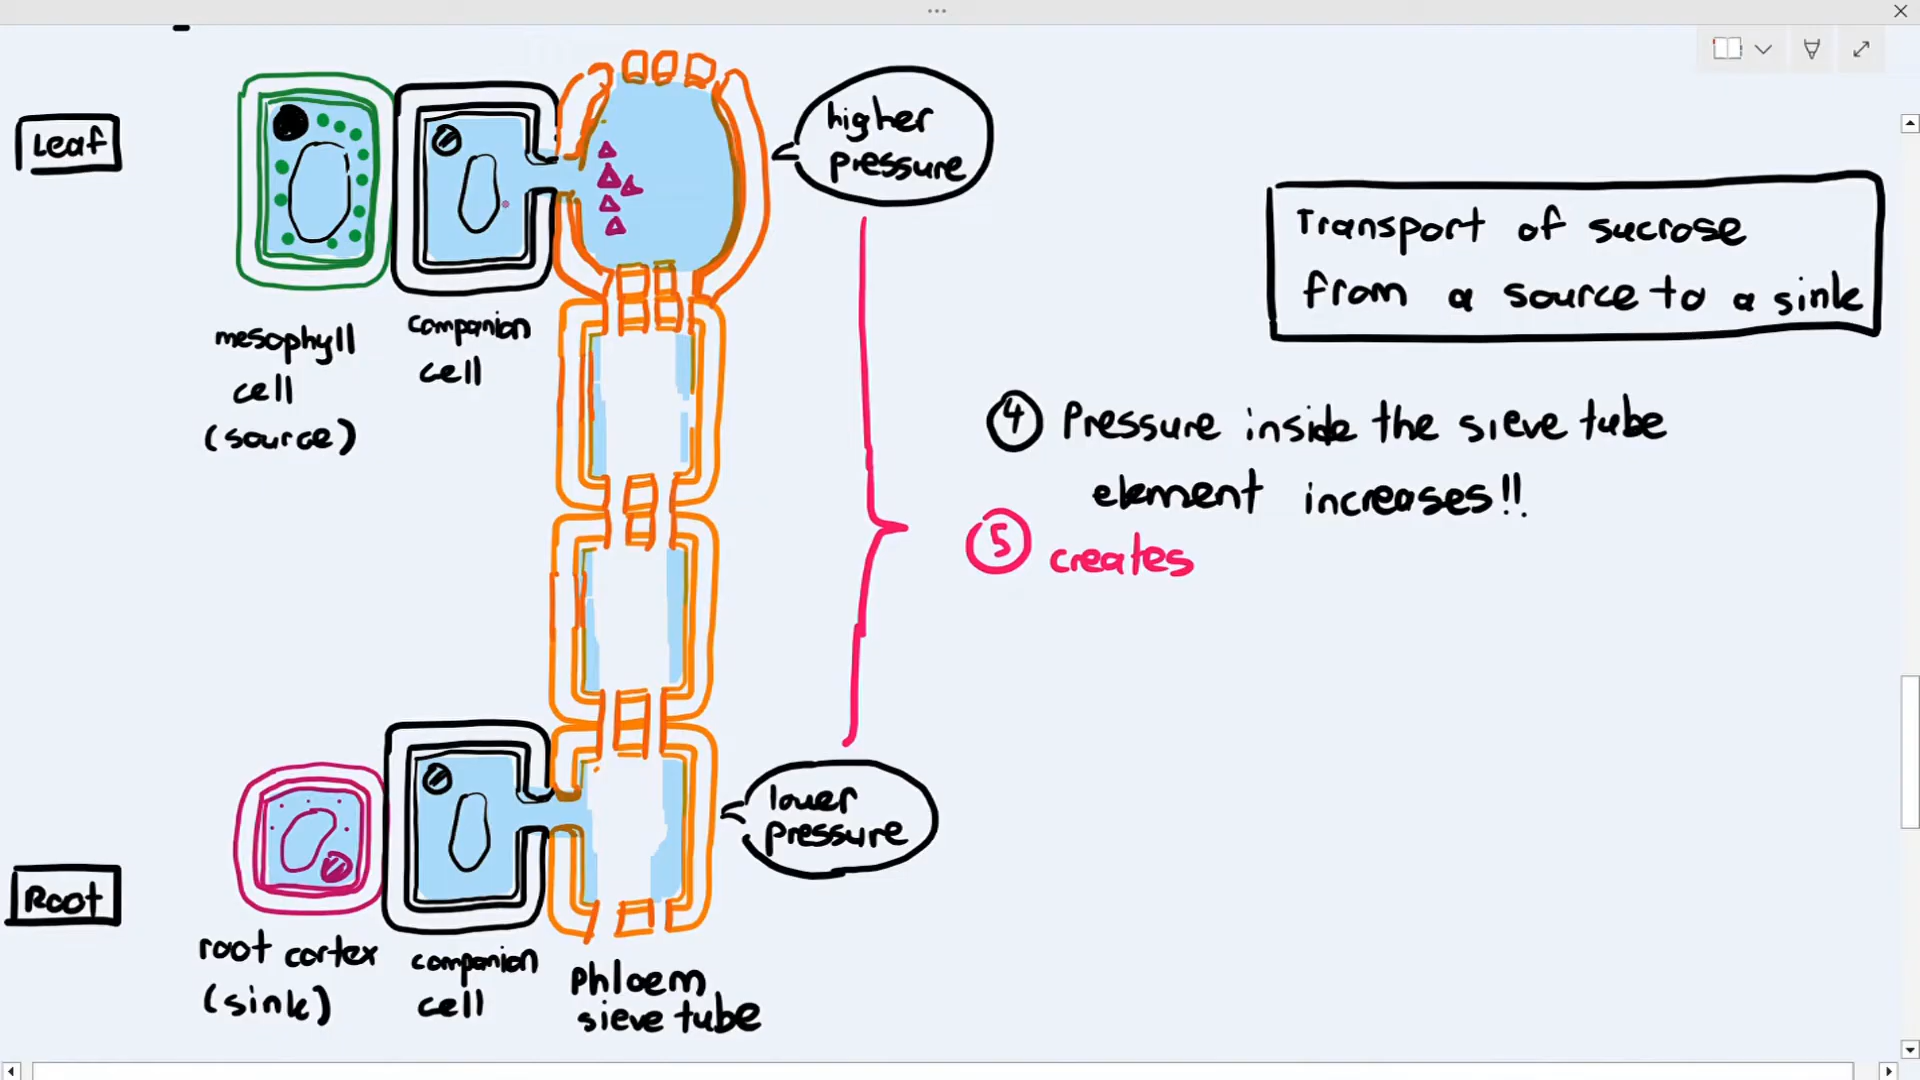 Leaf
higher
pressure
mesophyll
cell
(source)
companion
cell
Transport of sucrose
from a source to a sink
④ Pressure inside the sieve tube
element increases!!
⑤ creates
lower
pressure
Root
root cortex
(sink)
companion
cell
Phloem
sieve tube